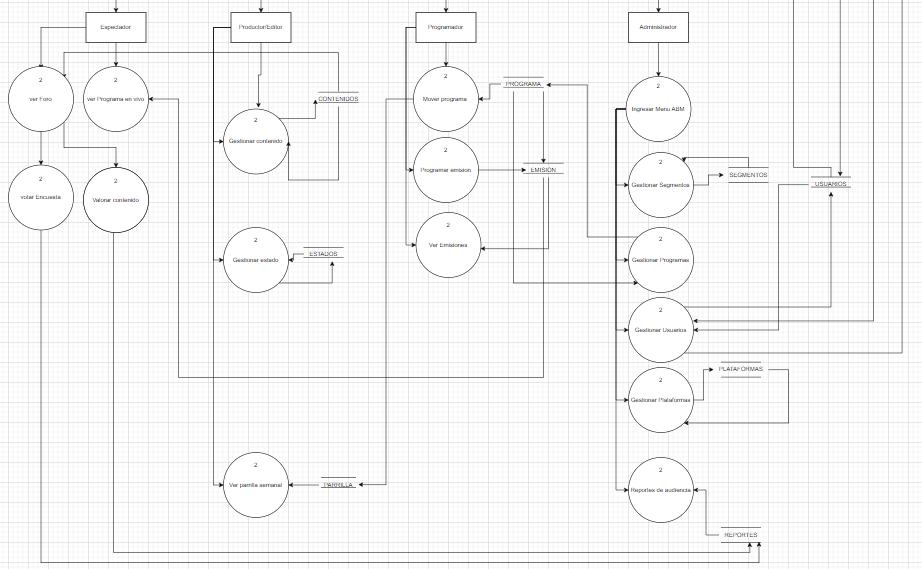 Espectador
Productor/Editor
Programador
Administrador
2
ver Foro
2
ver Programa en vivo
2
Mover programa
PROGRAMA
2
Ingresar Menu ABM
CONTENIDOS
2
Gestionar contenido
2
Programar emision
EMISION
2
Gestionar Segmentos
SEGMENTOS
USUARIOS
2
votar Encuesta
2
Valorar contenido
2
Gestionar estado
ESTADOS
2
Ver Emisiones
2
Gestionar Programas
2
Gestionar Usuarios
PLATAFORMAS
2
Gestionar Plataformas
2
Ver parrilla semanal
PARRILLA
2
Reportes de audiencia
REPORTES